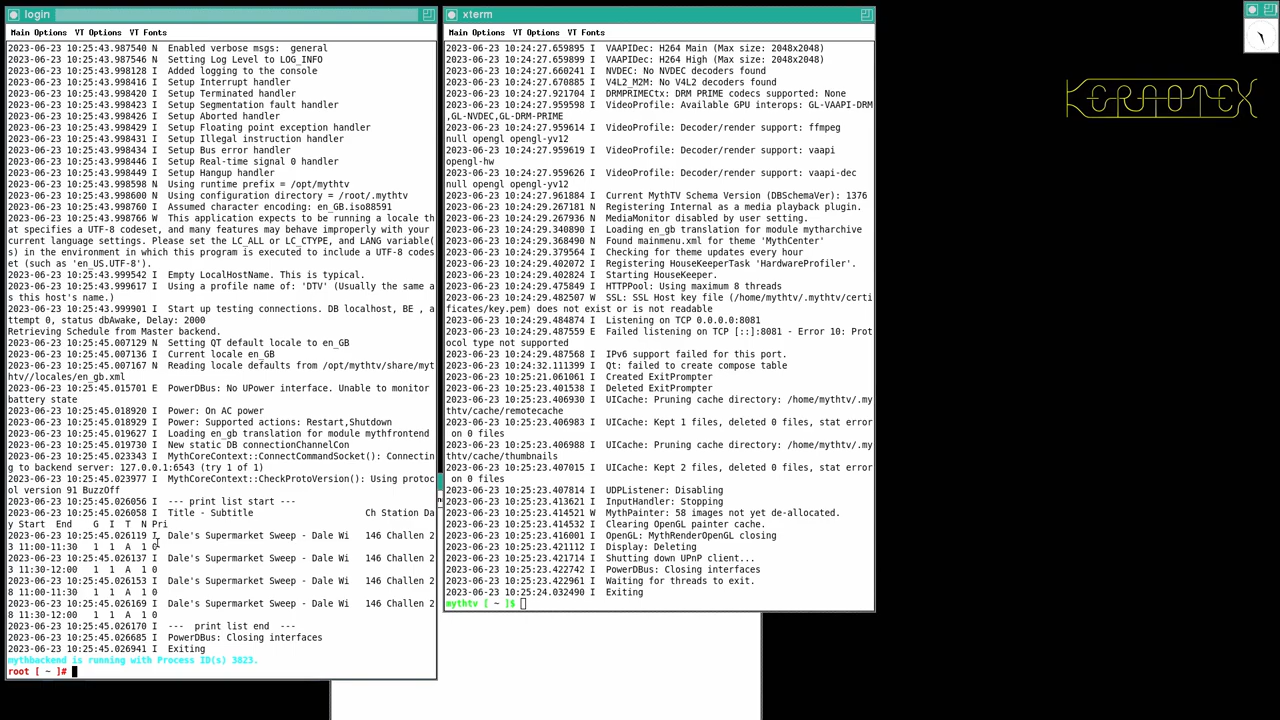 login
Main Options  VT Options  VT Fonts
2023-06-23 10:25:43.987540 N  Enabled verbose msgs:  general
2023-06-23 10:25:43.987546 N  Setting Log Level to LOG_INFO
2023-06-23 10:25:43.998128 I  Added logging to the console
2023-06-23 10:25:43.998416 I  Setup Interrupt handler
2023-06-23 10:25:43.998420 I  Setup Terminated handler
2023-06-23 10:25:43.998423 I  Setup Segmentation fault handler
2023-06-23 10:25:43.998426 I  Setup Aborted handler
2023-06-23 10:25:43.998429 I  Setup Floating point exception handler
2023-06-23 10:25:43.998431 I  Setup Illegal instruction handler
2023-06-23 10:25:43.998434 I  Setup Bus error handler
2023-06-23 10:25:43.998446 I  Setup Real-time signal 0 handler
2023-06-23 10:25:43.998449 I  Setup Hangup handler
2023-06-23 10:25:43.998598 N  Using runtime prefix = /opt/mythtv
2023-06-23 10:25:43.998600 N  Using configuration directory = /root/.mythtv
2023-06-23 10:25:43.998760 I  Assumed character encoding: en_GB.iso88591
2023-06-23 10:25:43.998766 W  This application expects to be running a locale th
at specifies a UTF-8 codeset, and many features may behave improperly with your
current language settings. Please set the LC_ALL or LC_CTYPE, and LANG variable(
s) in the environment in which this program is executed to include a UTF-8 codes
et (such as 'en_US.UTF-8').
2023-06-23 10:25:43.999542 I  Empty LocalHostName. This is typical.
2023-06-23 10:25:43.999617 I  Using a profile name of: 'DTV' (Usually the same a
s this host's name.)
2023-06-23 10:25:43.999901 I  Start up testing connections. DB localhost, BE , a
ttempt 0, status dbAwake, Delay: 2000
Retrieving Schedule from Master backend.
2023-06-23 10:25:45.007129 N  Setting QT default locale to en_GB
2023-06-23 10:25:45.007136 I  Current locale en_GB
2023-06-23 10:25:45.007167 N  Reading locale defaults from /opt/mythtv/share/myt
htv//locales/en_gb.xml
2023-06-23 10:25:45.015701 E  PowerDBus: No UPower interface. Unable to monitor
battery state
2023-06-23 10:25:45.018920 I  Power: On AC power
2023-06-23 10:25:45.018929 I  Power: Supported actions: Restart,Shutdown
2023-06-23 10:25:45.019627 I  Loading en_gb translation for module mythfrontend
2023-06-23 10:25:45.019730 I  New static DB connectionChannelCon
2023-06-23 10:25:45.023343 I  MythCoreContext::ConnectCommandSocket(): Connectin
g to backend server: 127.0.0.1:6543 (try 1 of 1)
2023-06-23 10:25:45.023977 I  MythCoreContext::CheckProtoVersion(): Using protoc
ol version 91 BuzzOff
2023-06-23 10:25:45.026056 I  --- print list start ---
2023-06-23 10:25:45.026058 I  Title - Subtitle                    Ch Station Da
y Start  End    G  I  T  N Pri
2023-06-23 10:25:45.026119 I  Dale's Supermarket Sweep - Dale Wi   146 Challen 2
3 11:00-11:30   1  1  A  1 0
2023-06-23 10:25:45.026137 I  Dale's Supermarket Sweep - Dale Wi   146 Challen 2
3 11:30-12:00   1  1  A  1 0
2023-06-23 10:25:45.026153 I  Dale's Supermarket Sweep - Dale Wi   146 Challen 2
8 11:00-11:30   1  1  A  1 0
2023-06-23 10:25:45.026169 I  Dale's Supermarket Sweep - Dale Wi   146 Challen 2
8 11:30-12:00   1  1  A  1 0
2023-06-23 10:25:45.026170 I  ---  print list end  ---
2023-06-23 10:25:45.026685 I  PowerDBus: Closing interfaces
2023-06-23 10:25:45.026941 I  Exiting
mythbackend is running with Process ID(s) 3823.
root [ ~ ]#
xterm
Main Options  VT Options  VT Fonts
2023-06-23 10:24:27.659895 I  VAAPIDec: H264 Main (Max size: 2048x2048)
2023-06-23 10:24:27.659899 I  VAAPIDec: H264 High (Max size: 2048x2048)
2023-06-23 10:24:27.660241 I  NVDEC: No NVDEC decoders found
2023-06-23 10:24:27.670885 I  V4L2_M2M: No V4L2 decoders found
2023-06-23 10:24:27.921704 I  DRMPRIMECtx: DRM PRIME codecs supported: None
2023-06-23 10:24:27.959598 I  VideoProfile: Available GPU interops: GL-VAAPI-DRM
,GL-NVDEC,GL-DRM-PRIME
2023-06-23 10:24:27.959614 I  VideoProfile: Decoder/render support: ffmpeg
null opengl opengl-yv12
2023-06-23 10:24:27.959619 I  VideoProfile: Decoder/render support: vaapi
opengl-hw
2023-06-23 10:24:27.959626 I  VideoProfile: Decoder/render support: vaapi-dec
null opengl opengl-yv12
2023-06-23 10:24:27.961884 I  Current MythTV Schema Version (DBSchemaVer): 1376
2023-06-23 10:24:29.267181 N  Registering Internal as a media playback plugin.
2023-06-23 10:24:29.267936 N  MediaMonitor disabled by user setting.
2023-06-23 10:24:29.340890 I  Loading en_gb translation for module mytharchive
2023-06-23 10:24:29.368490 N  Found mainmenu.xml for theme 'MythCenter'
2023-06-23 10:24:29.379564 I  Checking for theme updates every hour
2023-06-23 10:24:29.402072 I  Registering HouseKeeperTask 'HardwareProfiler'.
2023-06-23 10:24:29.402824 I  Starting HouseKeeper.
2023-06-23 10:24:29.475849 I  HTTPPool: Using maximum 8 threads
2023-06-23 10:24:29.482507 W  SSL: SSL Host key file (/home/mythtv/.mythtv/certi
ficates/key.pem) does not exist or is not readable
2023-06-23 10:24:29.484874 I  Listening on TCP 0.0.0.0:8081
2023-06-23 10:24:29.487559 E  Failed listening on TCP [::]:8081 - Error 10: Prot
ocol type not supported
2023-06-23 10:24:29.487568 I  IPv6 support failed for this port.
2023-06-23 10:24:32.111399 I  Qt: failed to create compose table
2023-06-23 10:25:21.061061 I  Created ExitPrompter
2023-06-23 10:25:23.401538 I  Deleted ExitPrompter
2023-06-23 10:25:23.406930 I  UICache: Pruning cache directory: /home/mythtv/.my
thtv/cache/remotecache
2023-06-23 10:25:23.406983 I  UICache: Kept 1 files, deleted 0 files, stat error
 on 0 files
2023-06-23 10:25:23.406988 I  UICache: Pruning cache directory: /home/mythtv/.my
thtv/cache/thumbnails
2023-06-23 10:25:23.407015 I  UICache: Kept 2 files, deleted 0 files, stat error
 on 0 files
2023-06-23 10:25:23.407814 I  UDPListener: Disabling
2023-06-23 10:25:23.413621 I  InputHandler: Stopping
2023-06-23 10:25:23.414521 W  MythPainter: 58 images not yet de-allocated.
2023-06-23 10:25:23.414532 I  Clearing OpenGL painter cache.
2023-06-23 10:25:23.416001 I  OpenGL: MythRenderOpenGL closing
2023-06-23 10:25:23.421112 I  Display: Deleting
2023-06-23 10:25:23.421714 I  Shutting down UPnP client...
2023-06-23 10:25:23.422742 I  PowerDBus: Closing interfaces
2023-06-23 10:25:23.422961 I  Waiting for threads to exit.
2023-06-23 10:25:24.032490 I  Exiting
mythtv [ ~ ]$